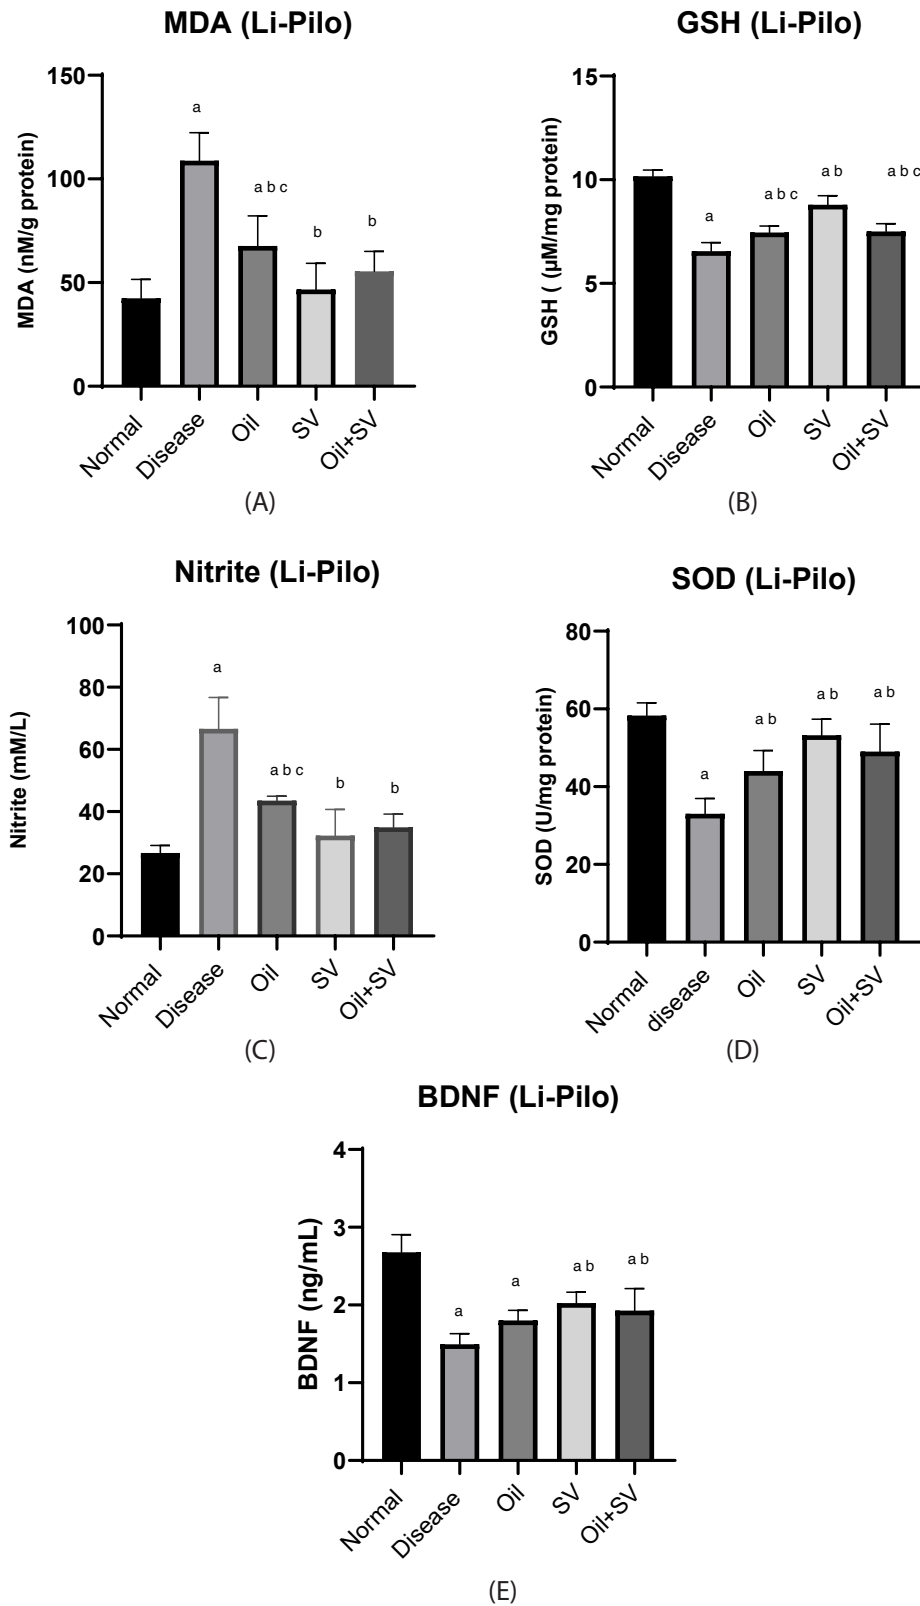 MDA (Li-Pilo)
MDA (nM/g protein)
150
100
50
0
a
a b c
b
b
Normal
Disease
Oil
SV
Oil+SV
(A)
GSH (Li-Pilo)
GSH ( (µM/mg protein)
15
10
5
0
a
a b c
a b
a b c
Normal
Disease
Oil
SV
Oil+SV
(B)
Nitrite (Li-Pilo)
Nitrite (mM/L)
100
80
60
40
20
0
a
a b c
b
b
Normal
Disease
Oil
SV
Oil+SV
(C)
SOD (Li-Pilo)
SOD (U/mg protein)
80
60
40
20
0
a
a b
a b
a b
Normal
disease
Oil
SV
Oil+SV
(D)
BDNF (Li-Pilo)
BDNF (ng/mL)
4
3
2
1
0
a
a
a b
a b
Normal
Disease
Oil
SV
Oil+SV
(E)